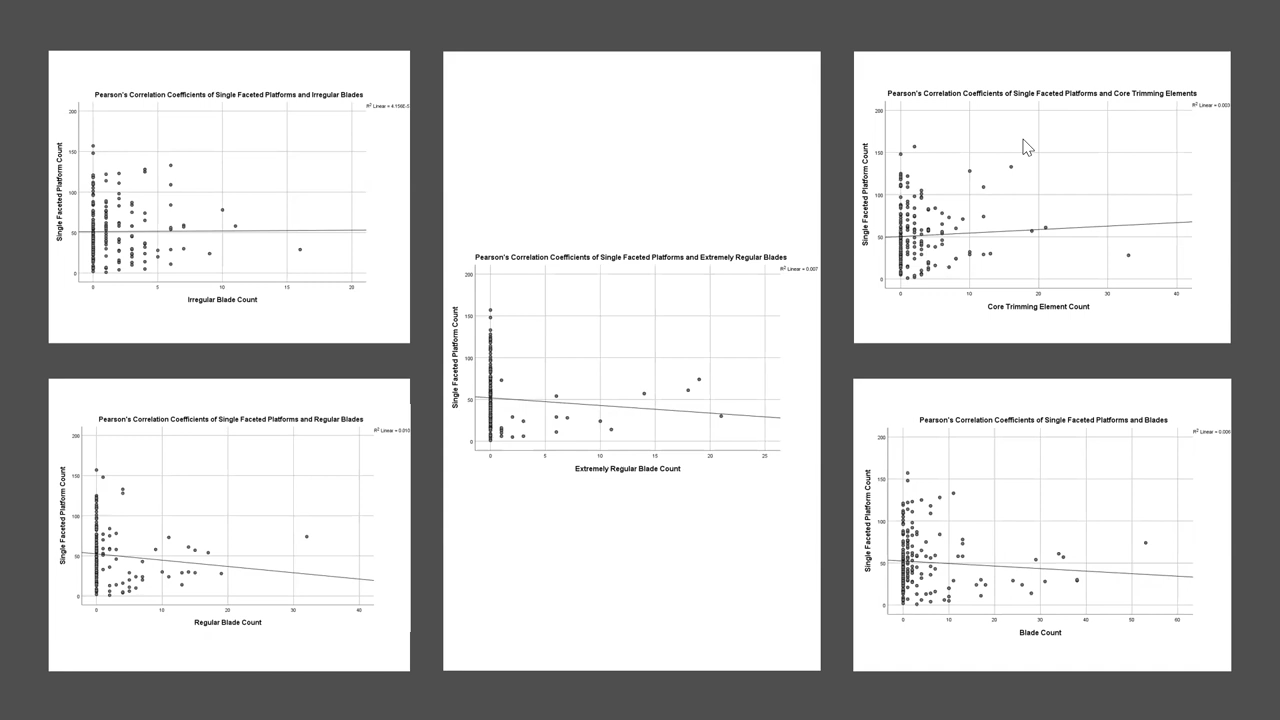 Pearson's Correlation Coefficients of Single Faceted Platforms and Irregular Blades
R² Linear = 4.156E-5
200
150
100
50
0
Single Faceted Platform Count
0 5 10 15 20
Irregular Blade Count
Pearson's Correlation Coefficients of Single Faceted Platforms and Regular Blades
R² Linear = 0.010
200
150
100
50
0
Single Faceted Platform Count
0 10 20 30 40
Regular Blade Count
Pearson's Correlation Coefficients of Single Faceted Platforms and Extremely Regular Blades
R² Linear = 0.007
200
150
100
50
0
Single Faceted Platform Count
0 5 10 15 20 25
Extremely Regular Blade Count
Pearson's Correlation Coefficients of Single Faceted Platforms and Core Trimming Elements
R² Linear = 0.003
200
150
100
50
0
Single Faceted Platform Count
0 10 20 30 40
Core Trimming Element Count
Pearson's Correlation Coefficients of Single Faceted Platforms and Blades
R² Linear = 0.006
200
150
100
50
0
Single Faceted Platform Count
0 10 20 30 40 50 60
Blade Count